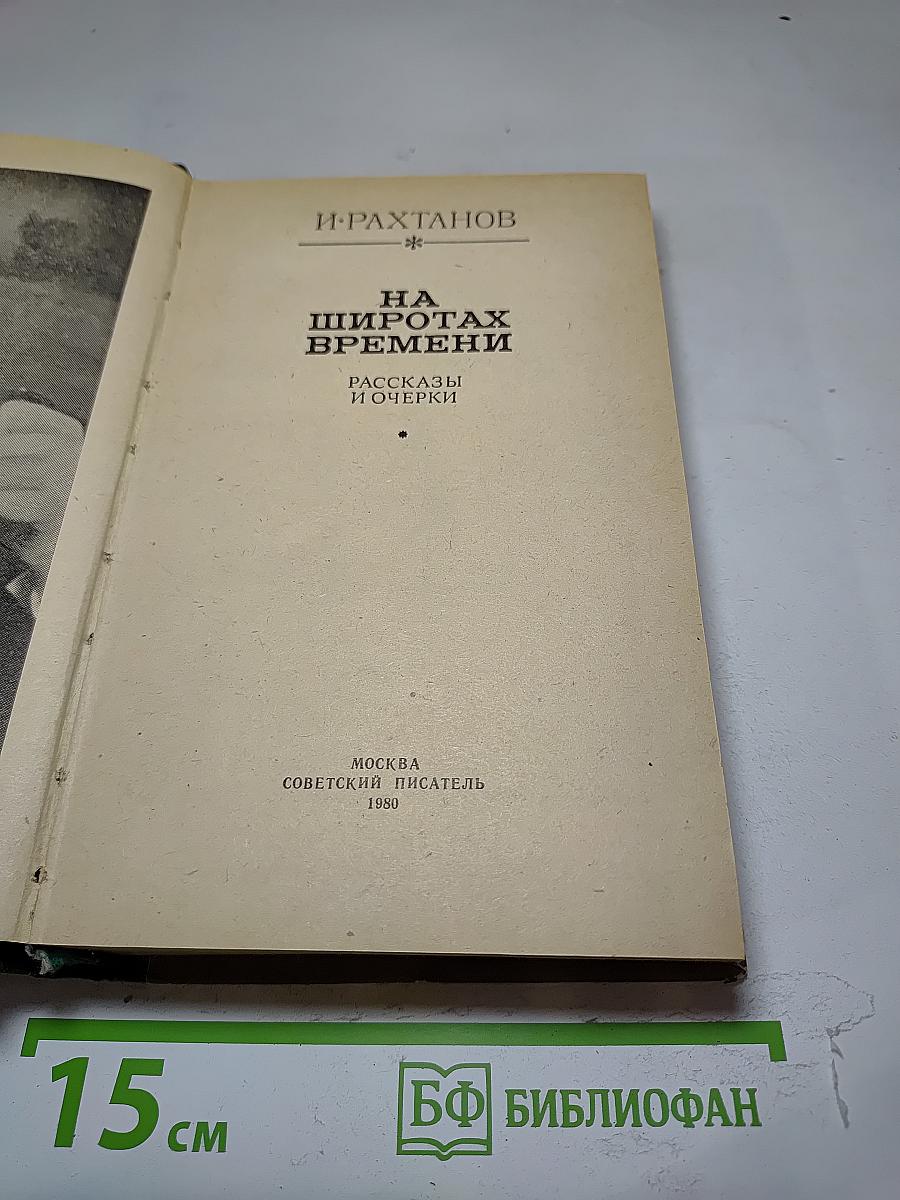 И·РАХТАНОВ
НА
ШИРОТАХ
ВРЕМЕНИ
РАССКАЗЫ
И ОЧЕРКИ
МОСКВА
СОВЕТСКИЙ ПИСАТЕЛЬ
1980
15 см
БФ БИБЛИОФАН